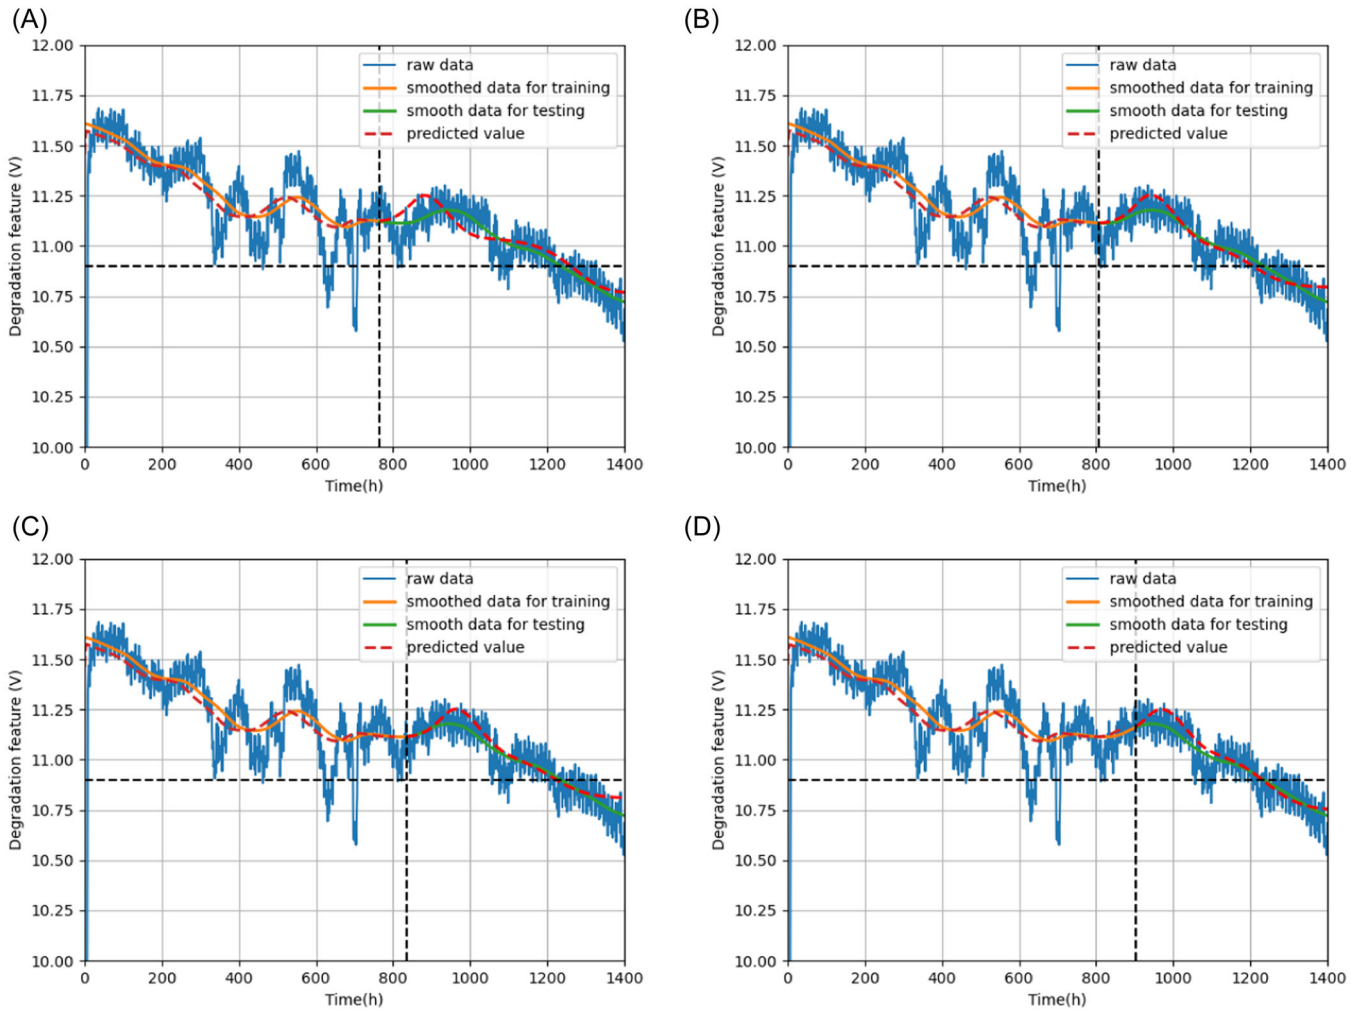 (A)
12.00
11.75
11.50
11.25
11.00
10.75
10.50
10.25
10.00
Degradation feature (V)
0 200 400 600 800 1000 1200 1400
Time(h)
raw data
smoothed data for training
smooth data for testing
predicted value
(B)
12.00
11.75
11.50
11.25
11.00
10.75
10.50
10.25
10.00
Degradation feature (V)
0 200 400 600 800 1000 1200 1400
Time(h)
raw data
smoothed data for training
smooth data for testing
predicted value
(C)
12.00
11.75
11.50
11.25
11.00
10.75
10.50
10.25
10.00
Degradation feature (V)
0 200 400 600 800 1000 1200 1400
Time(h)
raw data
smoothed data for training
smooth data for testing
predicted value
(D)
12.00
11.75
11.50
11.25
11.00
10.75
10.50
10.25
10.00
Degradation feature (V)
0 200 400 600 800 1000 1200 1400
Time(h)
raw data
smoothed data for training
smooth data for testing
predicted value